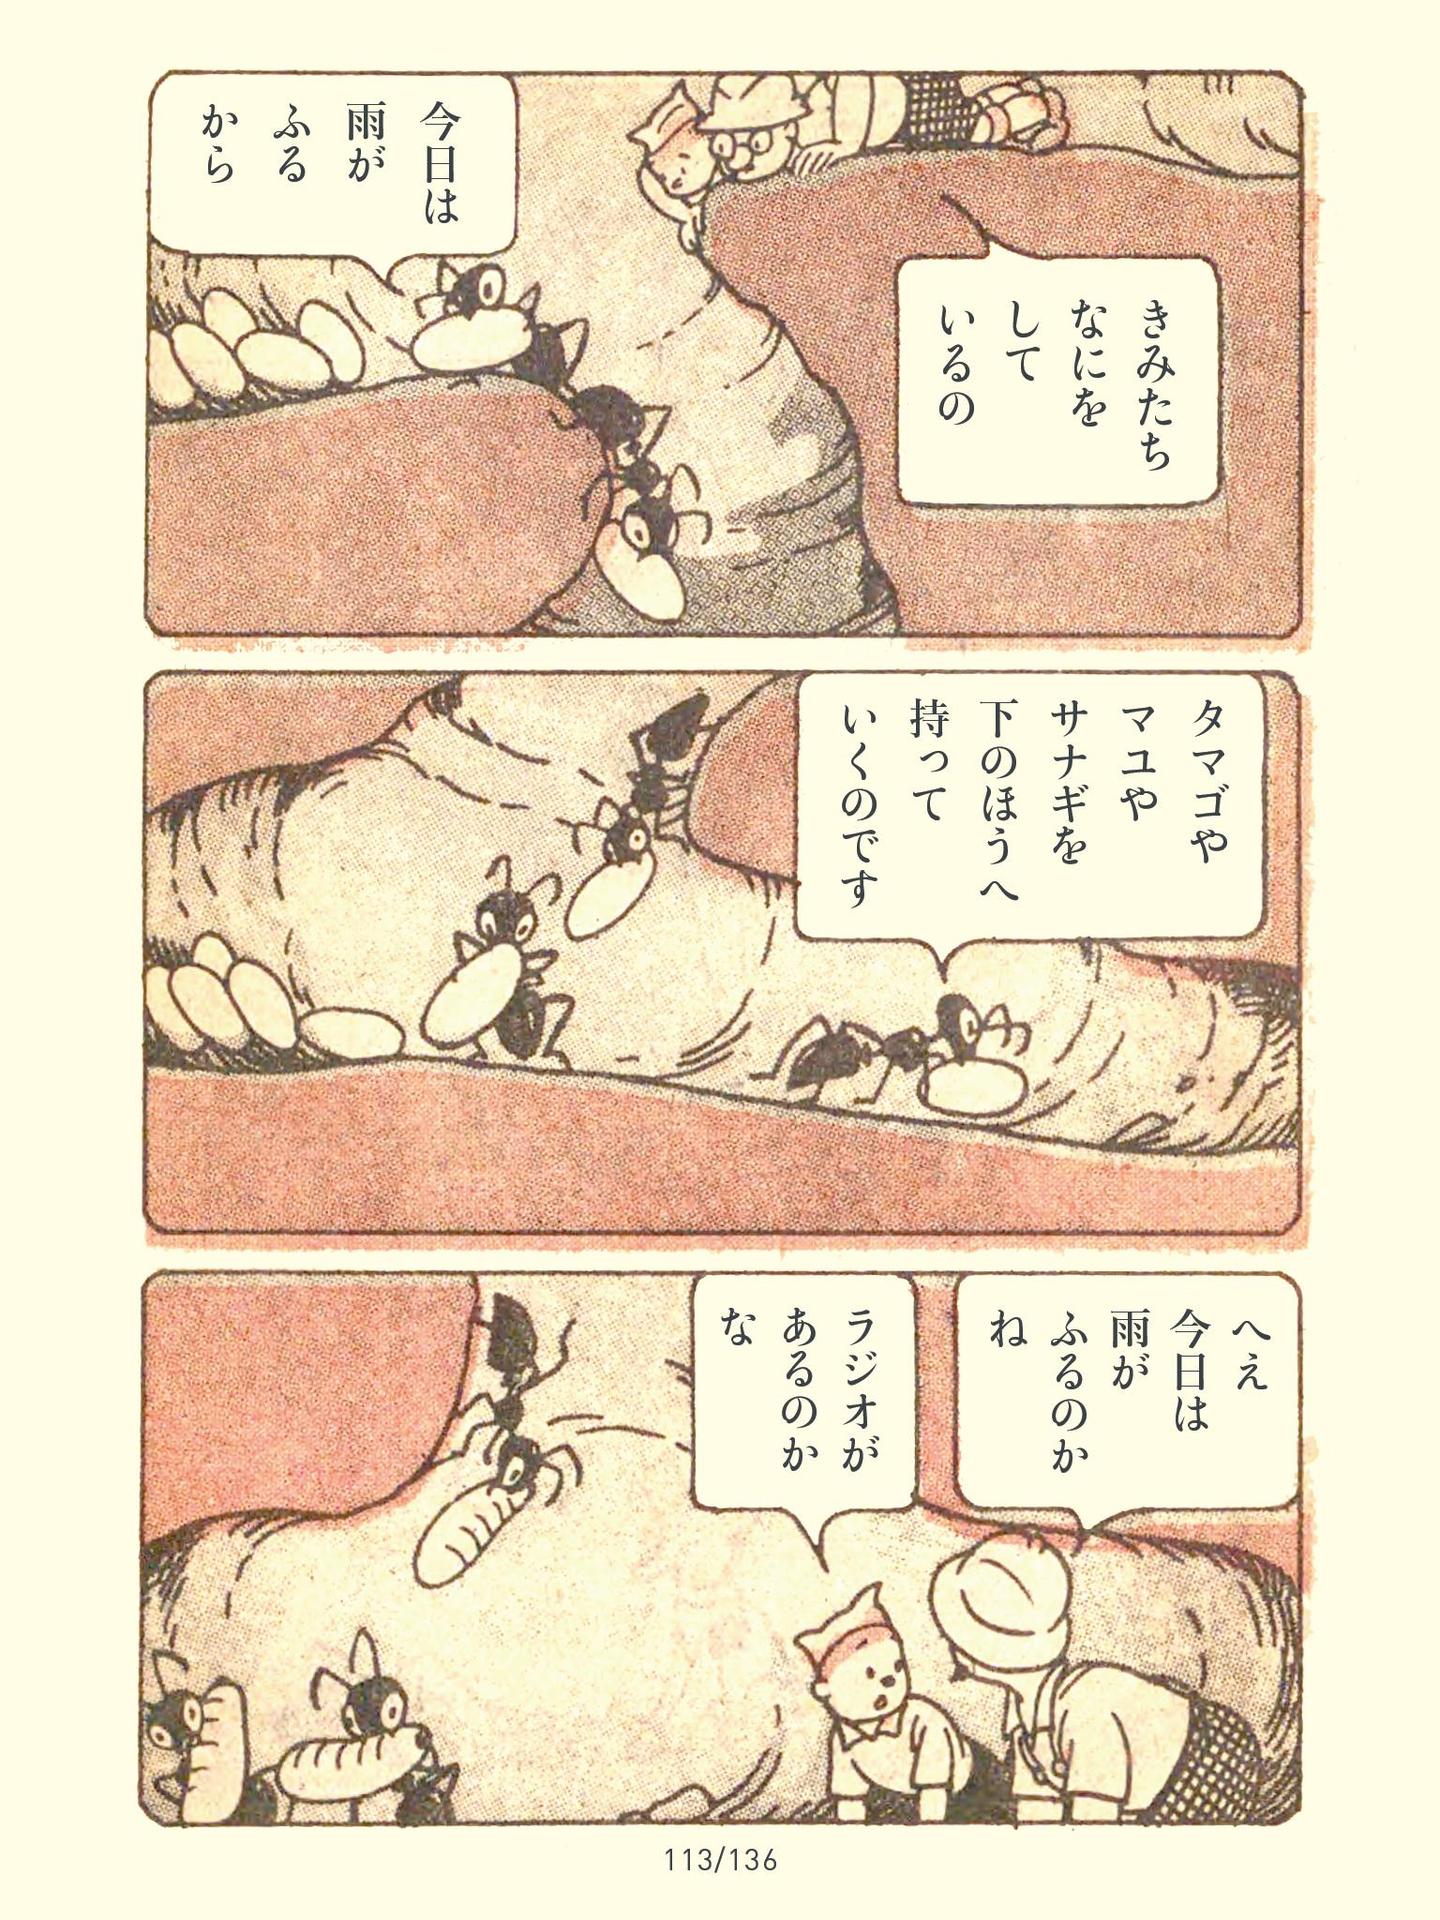 きみたち
なにを
して
いるの
今日は
雨が
ふる
から
タマゴや
マユや
サナギを
下のほうへ
持って
いくのです
へえ
今日は
雨が
ふるのか
ね
ラジオが
あるのか
な
113/136